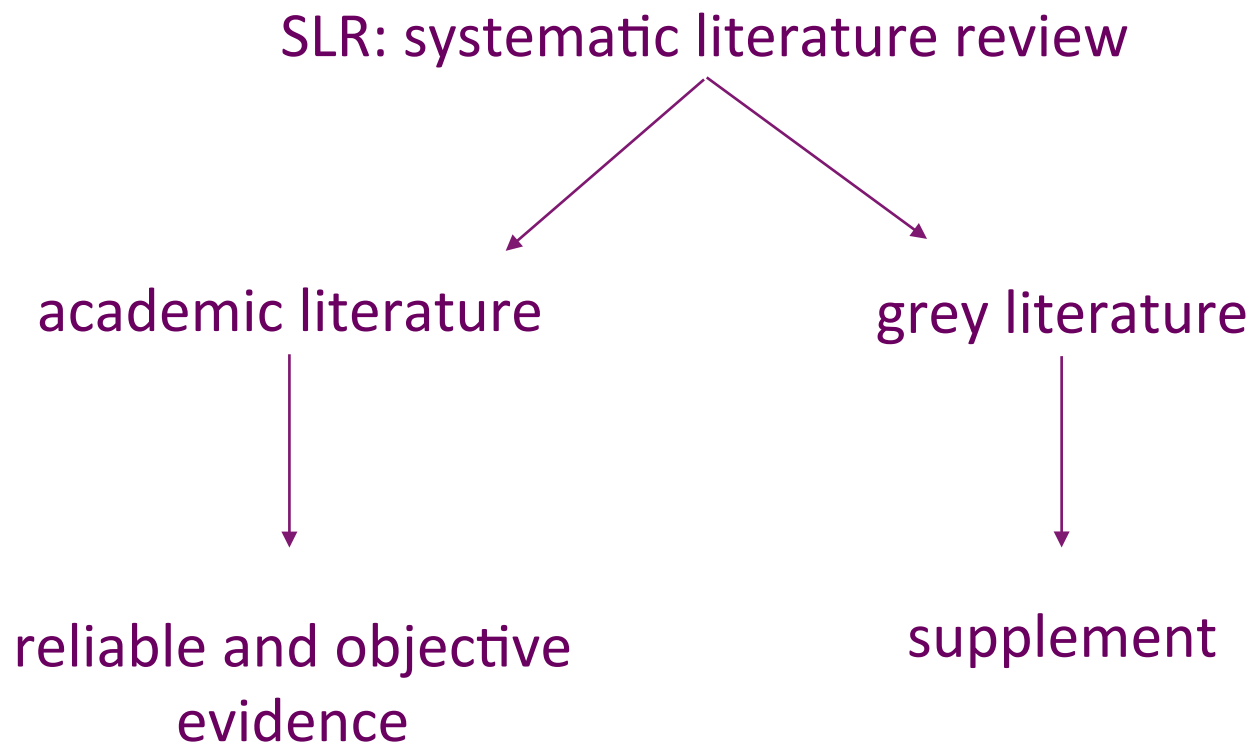 SLR: systematic literature review
academic literature
grey literature
reliable and objective
evidence
supplement